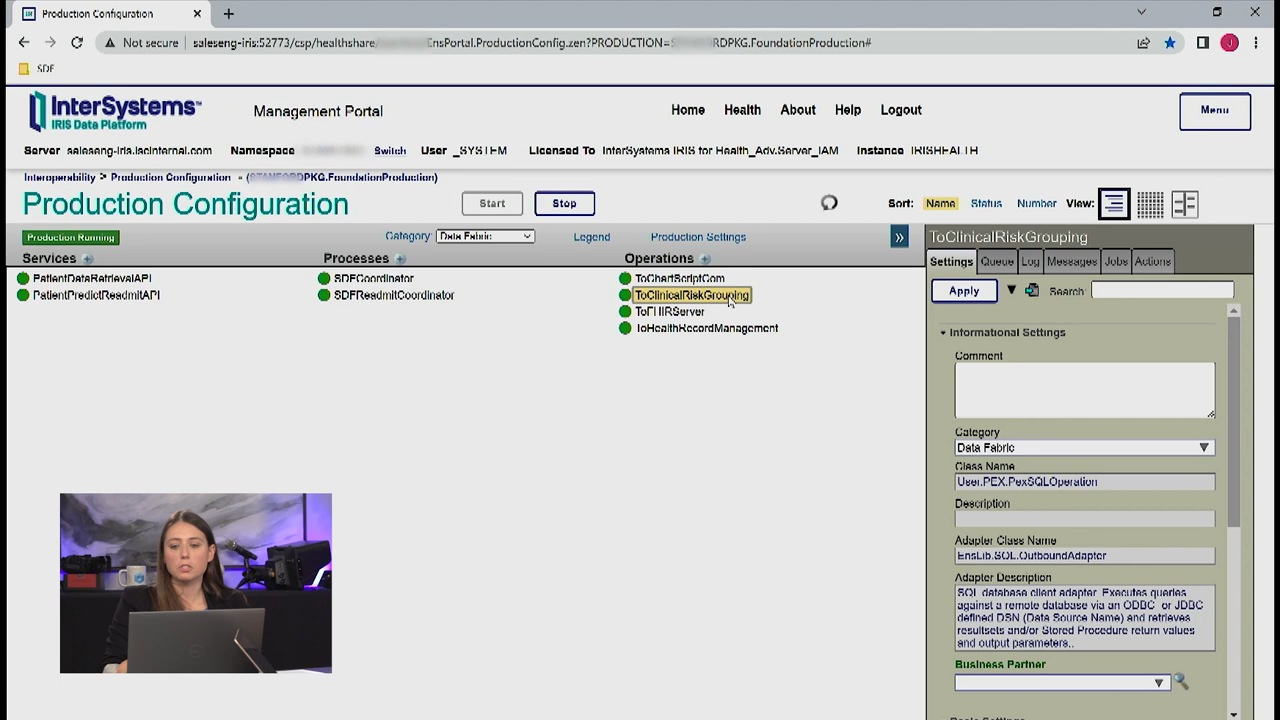 Production Configuration
Not secure saleseng-iris:52773/csp/healthshare EnsPortal.ProductionConfig.zen?PRODUCTION= RDPKG.FoundationProduction#
SDF
InterSystems™
IRIS Data Platform
Management Portal
Home Health About Help Logout
Menu
Server saleseng-iris.iscinternal.com Namespace Switch User _SYSTEM Licensed To InterSystems IRIS for Health_Adv.Server_IAM Instance IRISHEALTH
Interoperability > Production Configuration - ( DPKG.FoundationProduction)
Production Configuration
Start Stop
Sort: Name Status Number View:
Production Running
Category: Data Fabric Legend Production Settings »
Services Processes Operations
PatientDataRetrievalAPI SDFCoordinator ToChartScriptCom
PatientPredictReadmitAPI SDFReadmitCoordinator ToClinicalRiskGrouping
ToFHIRServer
ToHealthRecordManagement
ToClinicalRiskGrouping
Settings Queue Log Messages Jobs Actions
Apply Search:
Informational Settings
Comment
Category
Data Fabric
Class Name
User.PEX.PexSQLOperation
Description
Adapter Class Name
EnsLib.SQL.OutboundAdapter
Adapter Description
SQL database client adapter. Executes queries
against a remote database via an ODBC or JDBC
defined DSN (Data Source Name) and retrieves
resultsets and/or Stored Procedure return values
and output parameters..
Business Partner